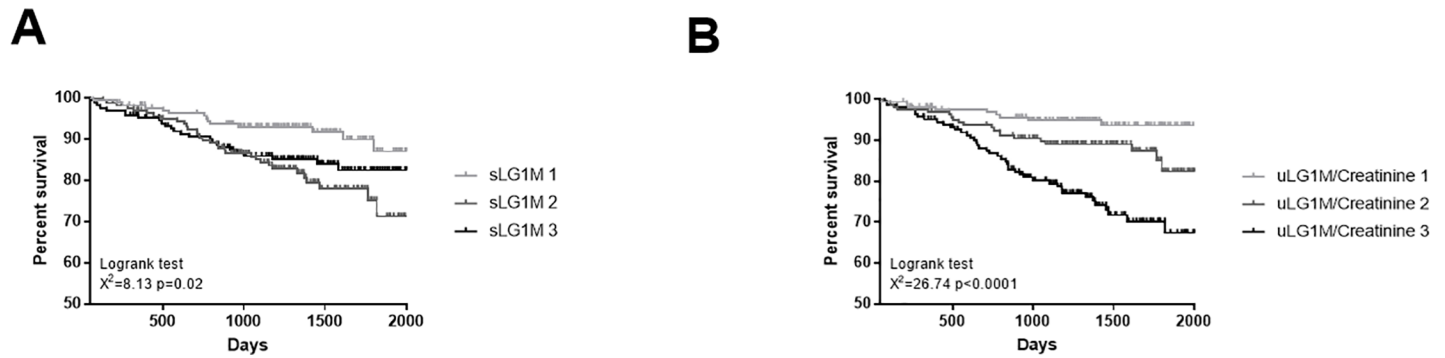 A
100
90
80
70
60
50
Percent survival
Logrank test
X²=8.13 p=0.02
500
1000
1500
2000
Days
sLG1M 1
sLG1M 2
sLG1M 3
B
100
90
80
70
60
50
Percent survival
Logrank test
X²=26.74 p<0.0001
500
1000
1500
2000
Days
uLG1M/Creatinine 1
uLG1M/Creatinine 2
uLG1M/Creatinine 3